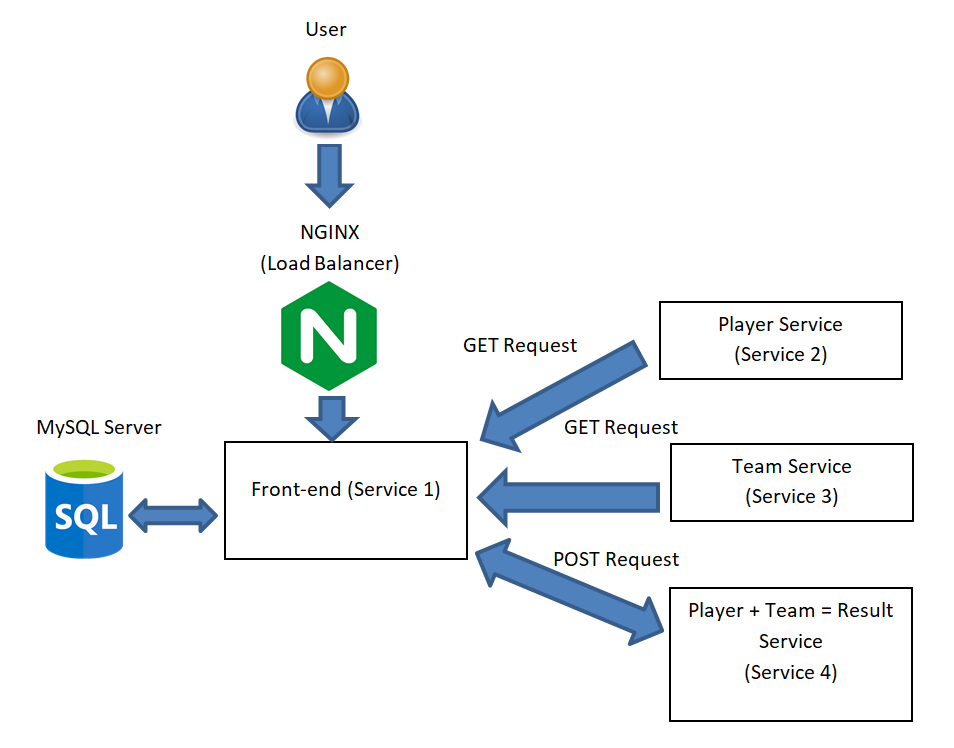 User
NGINX
(Load Balancer)
N
Player Service
(Service 2)
GET Request
MySQL Server
GET Request
SQL
Front-end (Service 1)
Team Service
(Service 3)
POST Request
Player + Team = Result
Service
(Service 4)